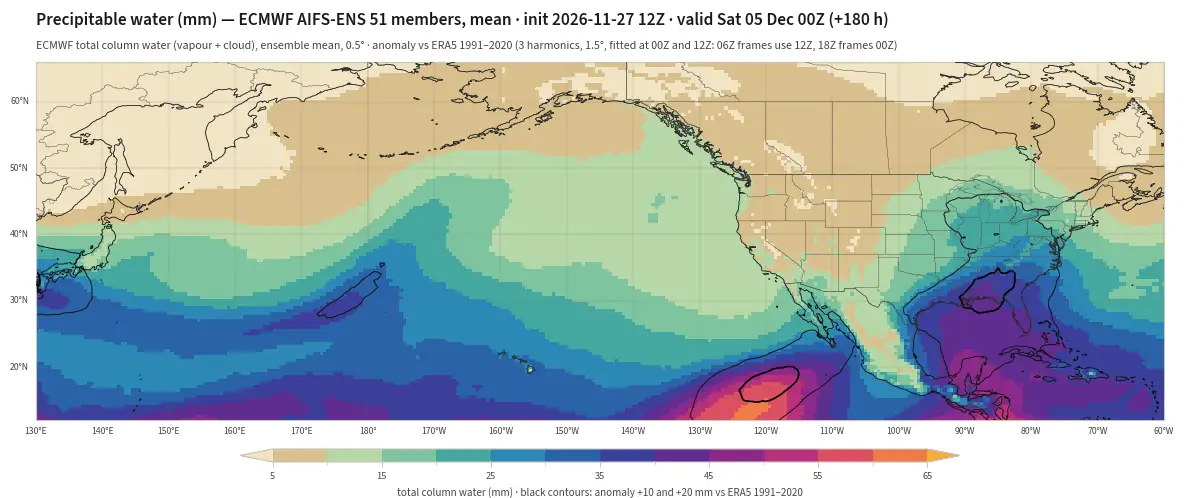 Precipitable water (mm) — ECMWF AIFS-ENS 51 members, mean · init 2026-11-27 12Z · valid Sat 05 Dec 00Z (+180 h)
ECMWF total column water (vapour + cloud), ensemble mean, 0.5° · anomaly vs ERA5 1991–2020 (3 harmonics, 1.5°, fitted at 00Z and 12Z: 06Z frames use 12Z, 18Z frames 00Z)
60°N
50°N
40°N
30°N
20°N
130°E 140°E 150°E 160°E 170°E 180° 170°W 160°W 150°W 140°W 130°W 120°W 110°W 100°W 90°W 80°W 70°W 60°W
5 15 25 35 45 55 65
total column water (mm) · black contours: anomaly +10 and +20 mm vs ERA5 1991–2020